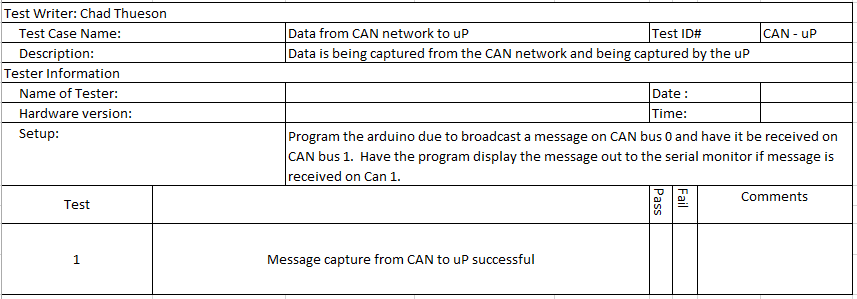 Test Writer: Chad Thueson
Test Case Name: Data from CAN network to uP Test ID# CAN - uP
Description: Data is being captured from the CAN network and being captured by the uP
Tester Information
Name of Tester: Date :
Hardware version: Time:
Setup: Program the arduino due to broadcast a message on CAN bus 0 and have it be received on
CAN bus 1.  Have the program display the message out to the serial monitor if message is
received on Can 1.
Test Pass Fail Comments
1 Message capture from CAN to uP successful